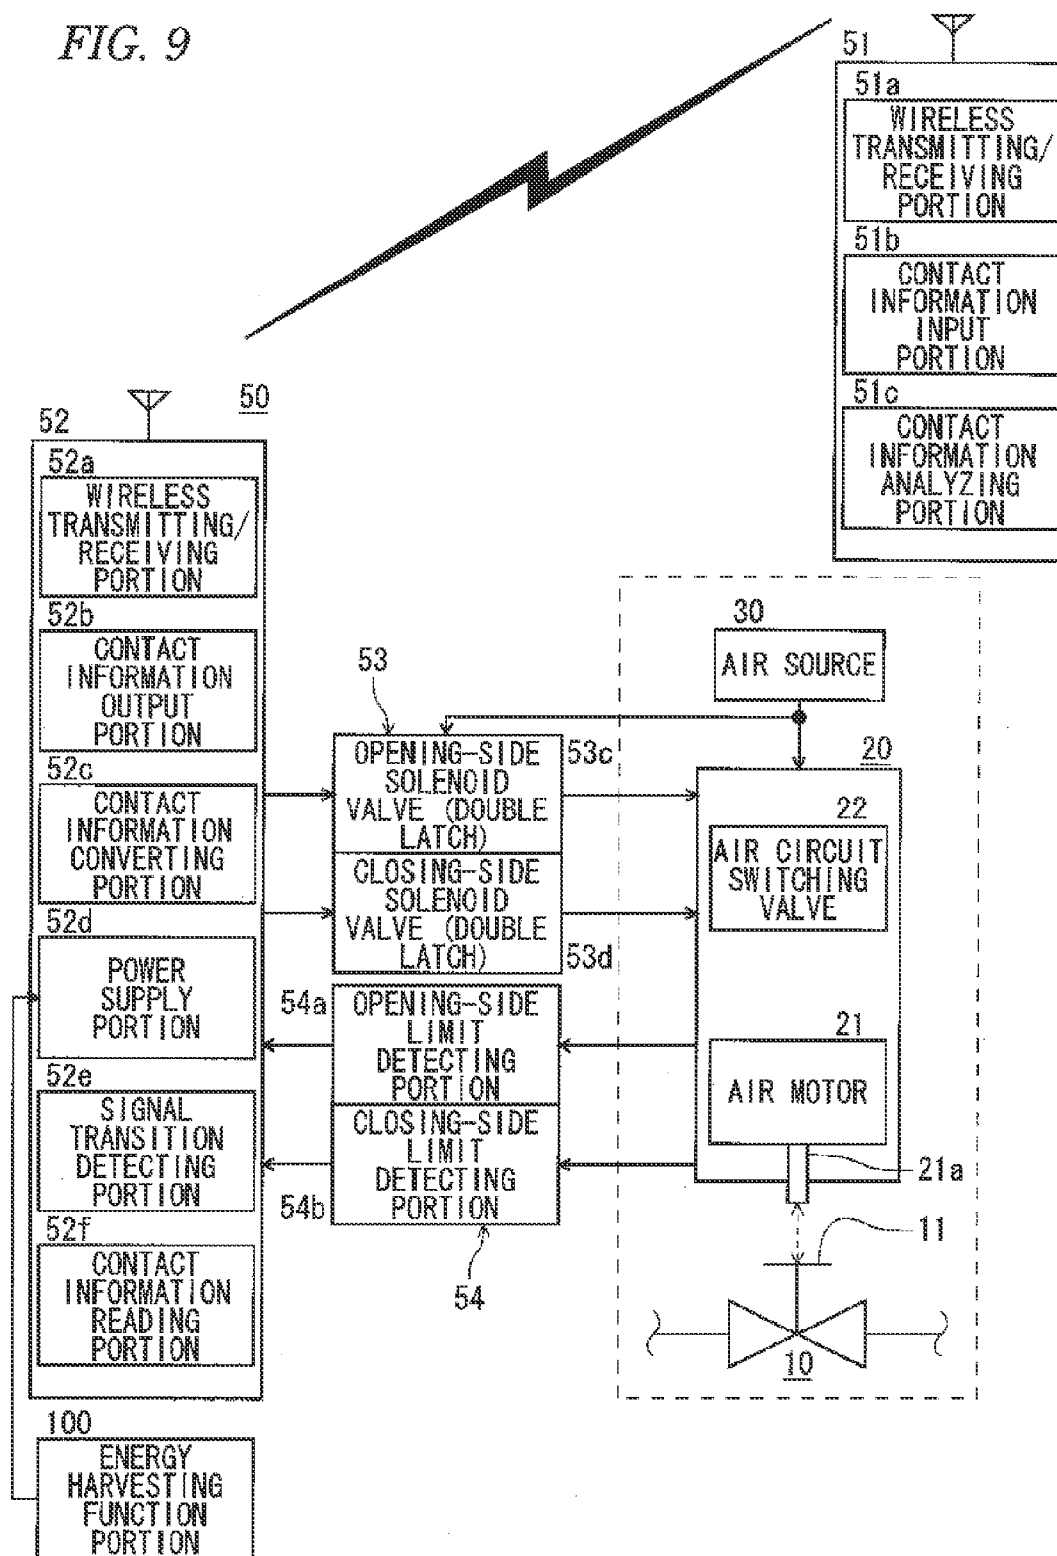 FIG. 9
51
51a
WIRELESS
TRANSMITTING/
RECEIVING
PORTION
51b
CONTACT
INFORMATION
INPUT
PORTION
51c
CONTACT
INFORMATION
ANALYZING
PORTION
50
52
52a
WIRELESS
TRANSMITTING/
RECEIVING
PORTION
52b
CONTACT
INFORMATION
OUTPUT
PORTION
52c
CONTACT
INFORMATION
CONVERTING
PORTION
52d
POWER
SUPPLY
PORTION
52e
SIGNAL
TRANSITION
DETECTING
PORTION
52f
CONTACT
INFORMATION
READING
PORTION
100
ENERGY
HARVESTING
FUNCTION
PORTION
53
OPENING-SIDE
SOLENOID
VALVE (DOUBLE
LATCH)
53c
CLOSING-SIDE
SOLENOID
VALVE (DOUBLE
LATCH)
53d
54a
OPENING-SIDE
LIMIT
DETECTING
PORTION
CLOSING-SIDE
LIMIT
DETECTING
PORTION
54b
54
30
AIR SOURCE
20
22
AIR CIRCUIT
SWITCHING
VALVE
21
AIR MOTOR
21a
11
10